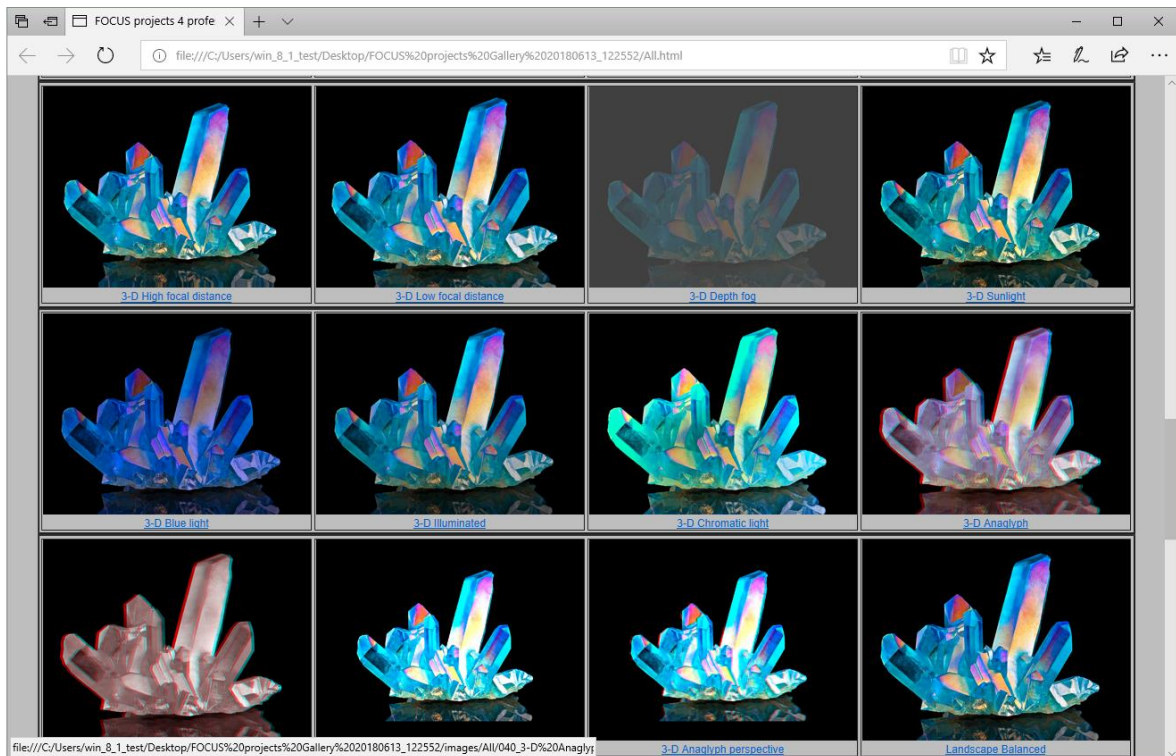 FOCUS projects 4 profe
file:///C:/Users/win_8_1_test/Desktop/FOCUS%20projects%20Gallery%2020180613_122552/All.html
3-D High focal distance
3-D Low focal distance
3-D Depth fog
3-D Sunlight
3-D Blue light
3-D Illuminated
3-D Chromatic light
3-D Anaglyph
file:///C:/Users/win_8_1_test/Desktop/FOCUS%20projects%20Gallery%2020180613_122552/images/All/040_3-D%20Anaglyp
3-D Anaglyph perspective
Landscape Balanced